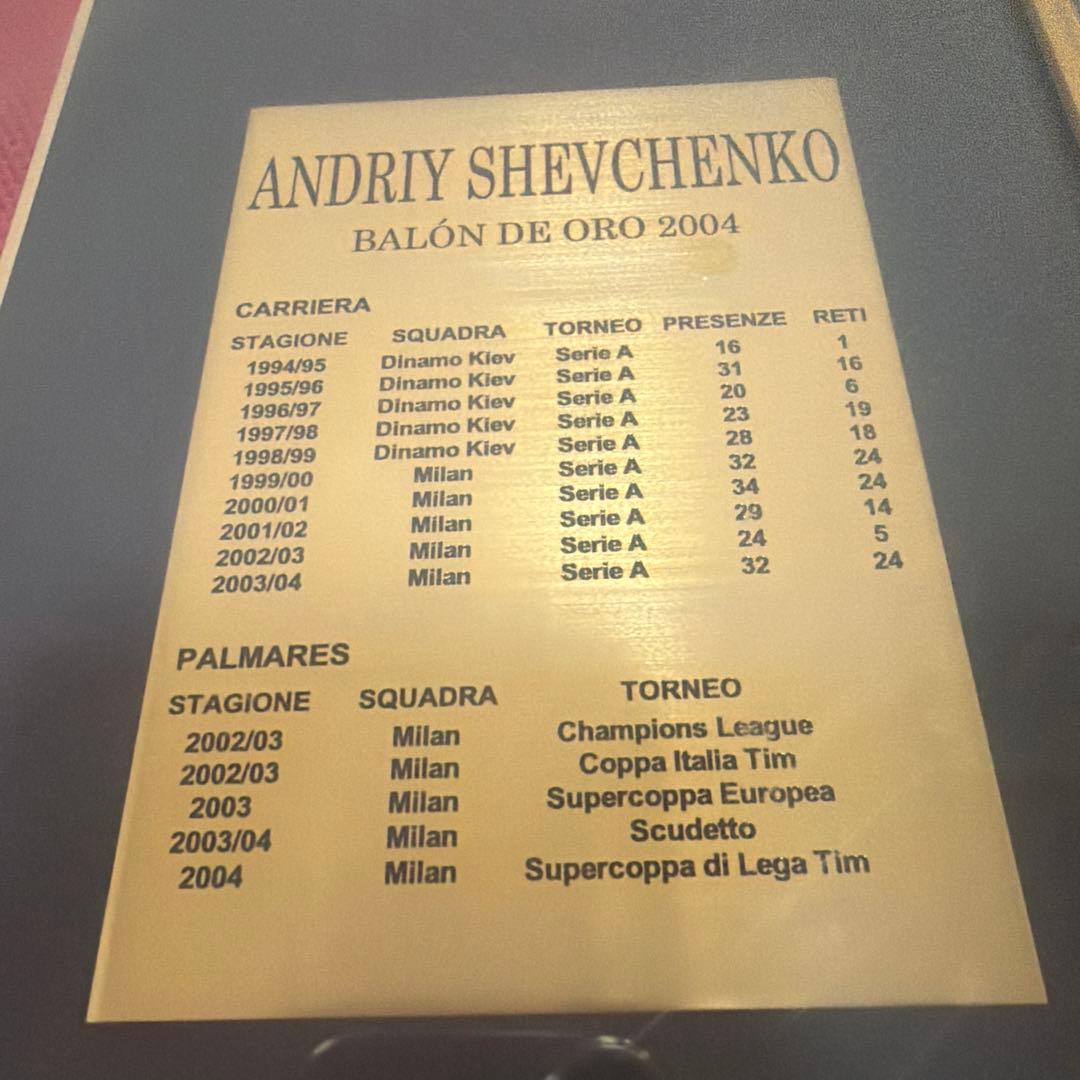 ANDRIY SHEVCHENKO
BALÓN DE ORO 2004
CARRIERA
STAGIONE SQUADRA TORNEO PRESENZE RETI
1994/95 Dinamo Kiev Serie A 16 1
1995/96 Dinamo Kiev Serie A 31 16
1996/97 Dinamo Kiev Serie A 20 6
1997/98 Dinamo Kiev Serie A 23 19
1998/99 Dinamo Kiev Serie A 28 18
1999/00 Milan Serie A 32 24
2000/01 Milan Serie A 34 24
2001/02 Milan Serie A 29 14
2002/03 Milan Serie A 24 5
2003/04 Milan Serie A 32 24
PALMARES
STAGIONE SQUADRA TORNEO
2002/03 Milan Champions League
2002/03 Milan Coppa Italia Tim
2003 Milan Supercoppa Europea
2003/04 Milan Scudetto
2004 Milan Supercoppa di Lega Tim